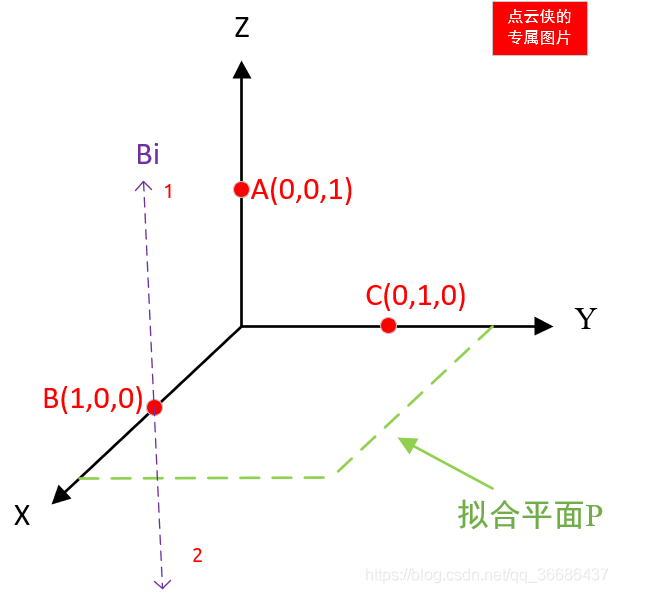 点云侠的
专属图片
Z
Bi
1
A(0,0,1)
C(0,1,0)
Y
B(1,0,0)
X
拟合平面P
2
https://blog.csdn.net/qq_36686437